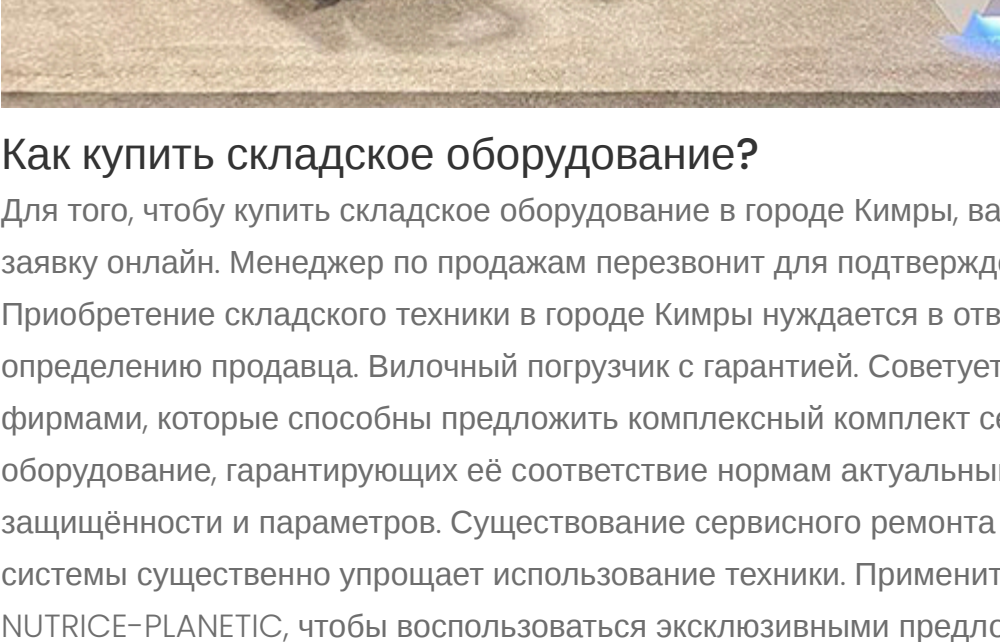 Как купить складское оборудование?
Для того, чтобы купить складское оборудование в городе Кимры, ва
заявку онлайн. Менеджер по продажам перезвонит для подтвержд
Приобретение складского техники в городе Кимры нуждается в отв
определению продавца. Вилочный погрузчик с гарантией. Советует
фирмами, которые способны предложить комплексный комплект се
оборудование, гарантирующих её соответствие нормам актуальны
защищённости и параметров. Существование сервисного ремонта
системы существенно упрощает использование техники. Применит
NUTRICE-PLANETIC, чтобы воспользоваться эксклюзивными предло